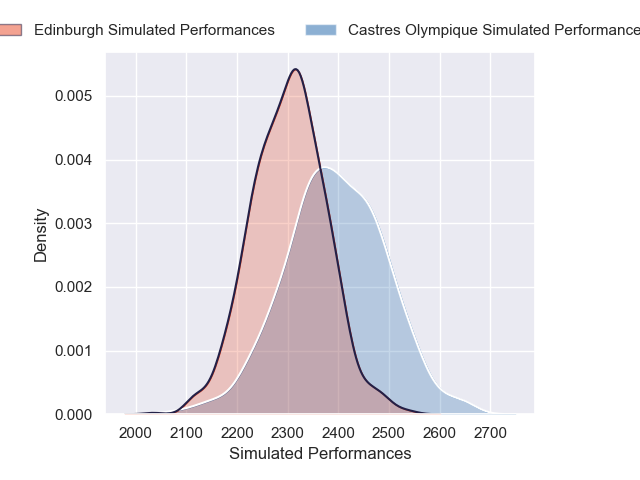 Edinburgh Simulated Performances
Castres Olympique Simulated Performance
0.005
0.004
0.003
0.002
0.001
0.000
Density
2000 2100 2200 2300 2400 2500 2600 2700
Simulated Performances